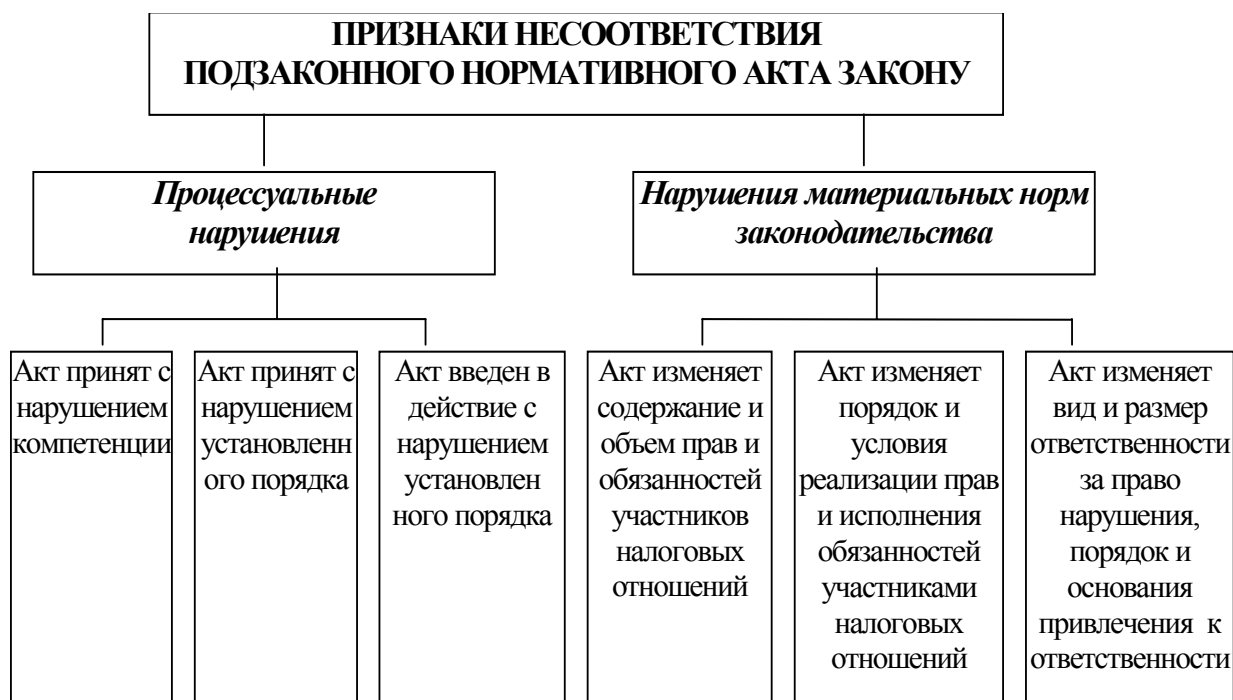 ПРИЗНАКИ НЕСООТВЕТСТВИЯ
ПОДЗАКОННОГО НОРМАТИВНОГО АКТА ЗАКОНУ
Процессуальные
нарушения
Нарушения материальных норм
законодательства
Акт принят с
нарушением
компетенции
Акт принят с
нарушением
установленн
ого порядка
Акт введен в
действие с
нарушением
установлен
ного порядка
Акт изменяет
содержание и
объем прав и
обязанностей
участников
налоговых
отношений
Акт изменяет
порядок и
условия
реализации прав
и исполнения
обязанностей
участниками
налоговых
отношений
Акт изменяет
вид и размер
ответственности
за право
нарушения,
порядок и
основания
привлечения к
ответственности